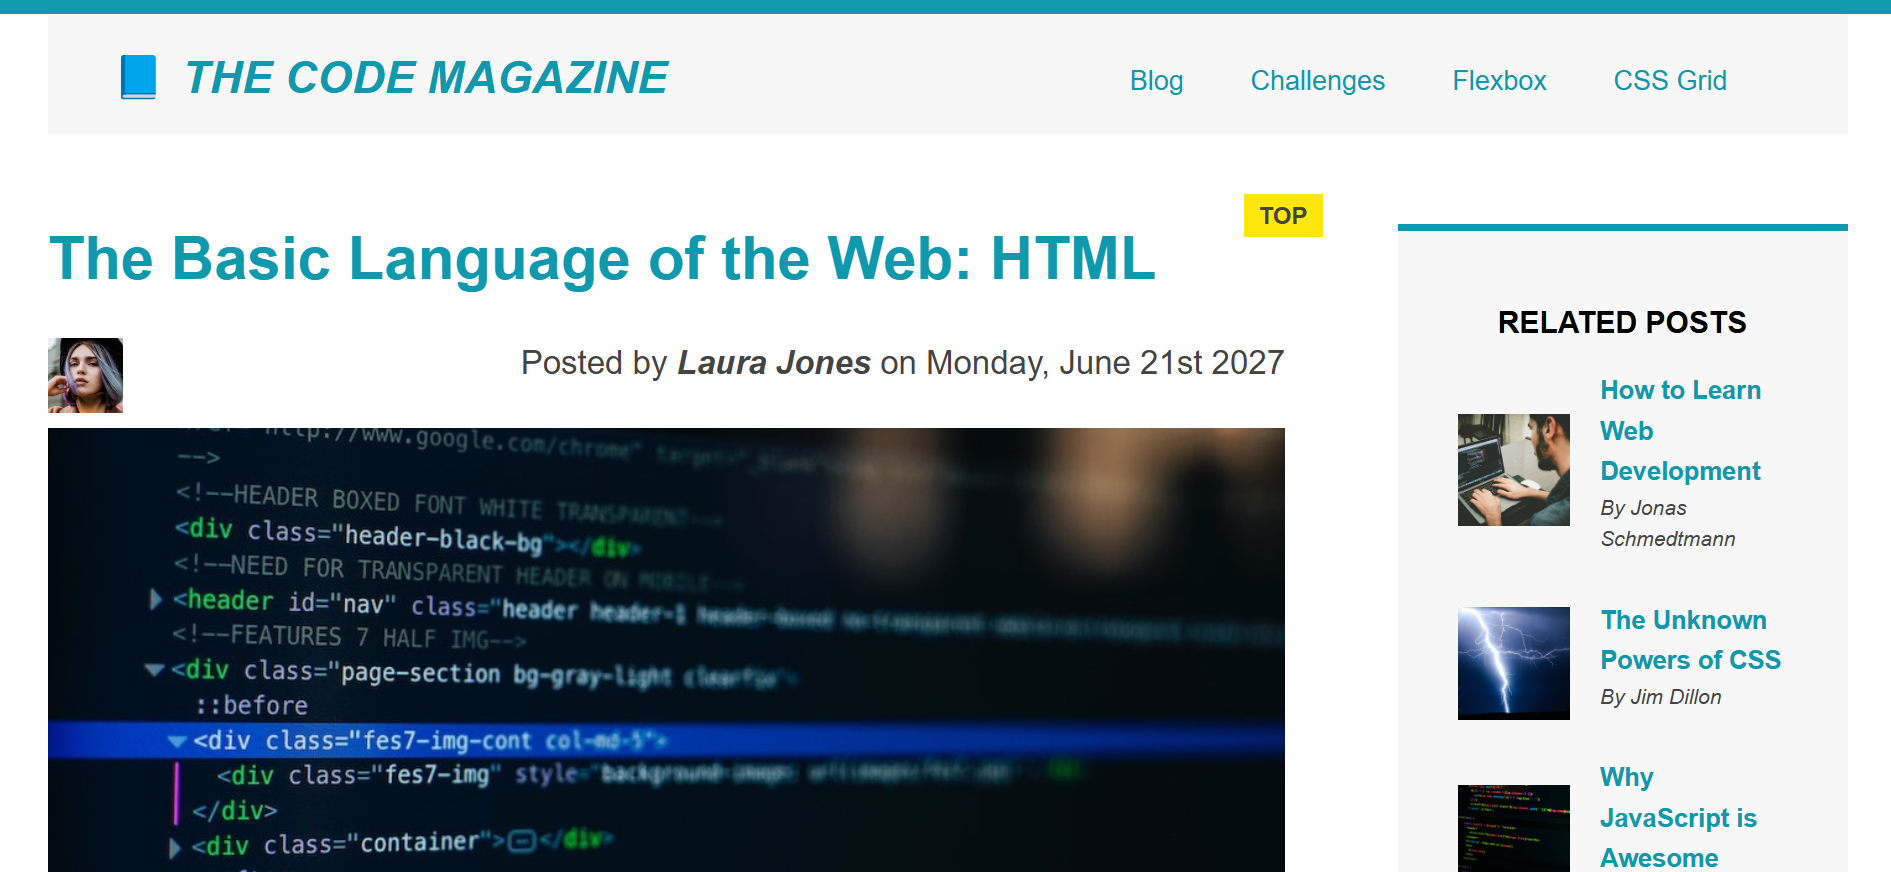 THE CODE MAGAZINE
Blog
Challenges
Flexbox
CSS Grid
TOP
The Basic Language of the Web: HTML
Posted by Laura Jones on Monday, June 21st 2027
http://www.google.com/chrome" target="_blank"
-->
<!--HEADER BOXED FONT WHITE TRANSPARENT-->
<div class="header-black-bg"></div>
<!--NEED FOR TRANSPARENT HEADER ON MOBILE-->
<header id="nav" class="header header-1 header-boxed
<!--FEATURES 7 HALF IMG-->
<div class="page-section bg-gray-light clearfix">
::before
<div class="fes7-img-cont col-md-5">
<div class="fes7-img" style="background-image:
</div>
<div class="container"></div>
RELATED POSTS
How to Learn
Web
Development
By Jonas
Schmedtmann
The Unknown
Powers of CSS
By Jim Dillon
Why
JavaScript is
Awesome